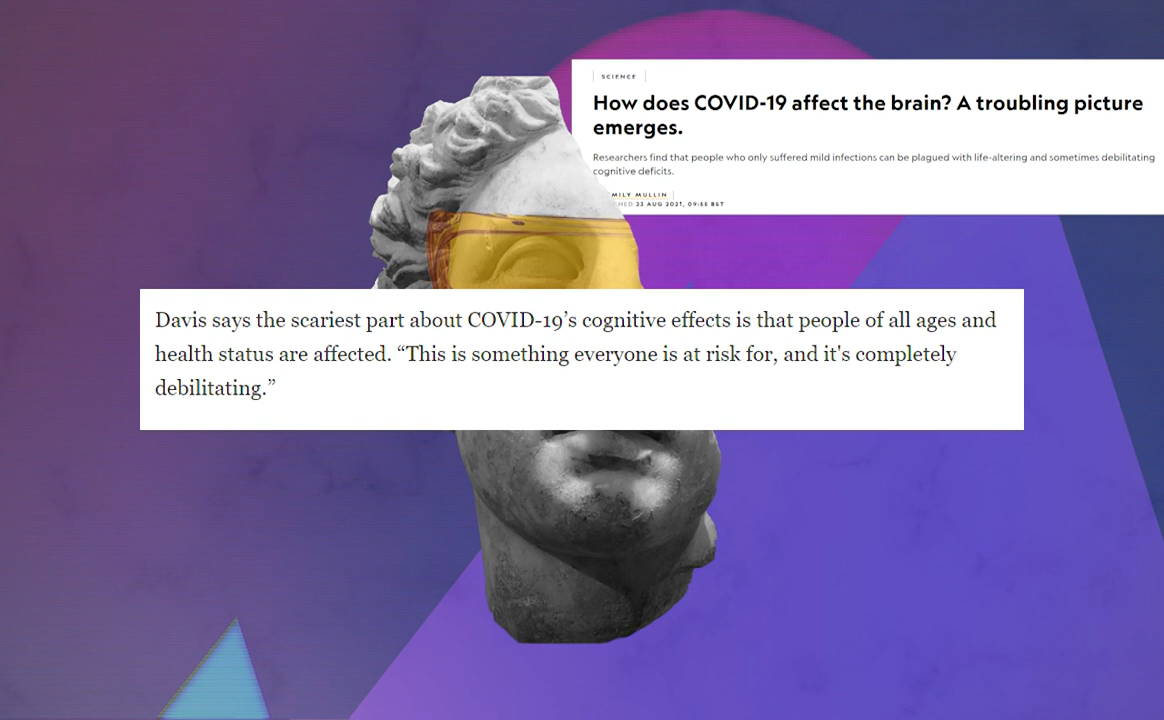 SCIENCE
How does COVID-19 affect the brain? A troubling picture
emerges.
Researchers find that people who only suffered mild infections can be plagued with life-altering and sometimes debilitating
cognitive deficits.
MILY MULLIN
HED 23 AUG 2021, 09:55 BST
Davis says the scariest part about COVID-19’s cognitive effects is that people of all ages and
health status are affected. “This is something everyone is at risk for, and it's completely
debilitating.”